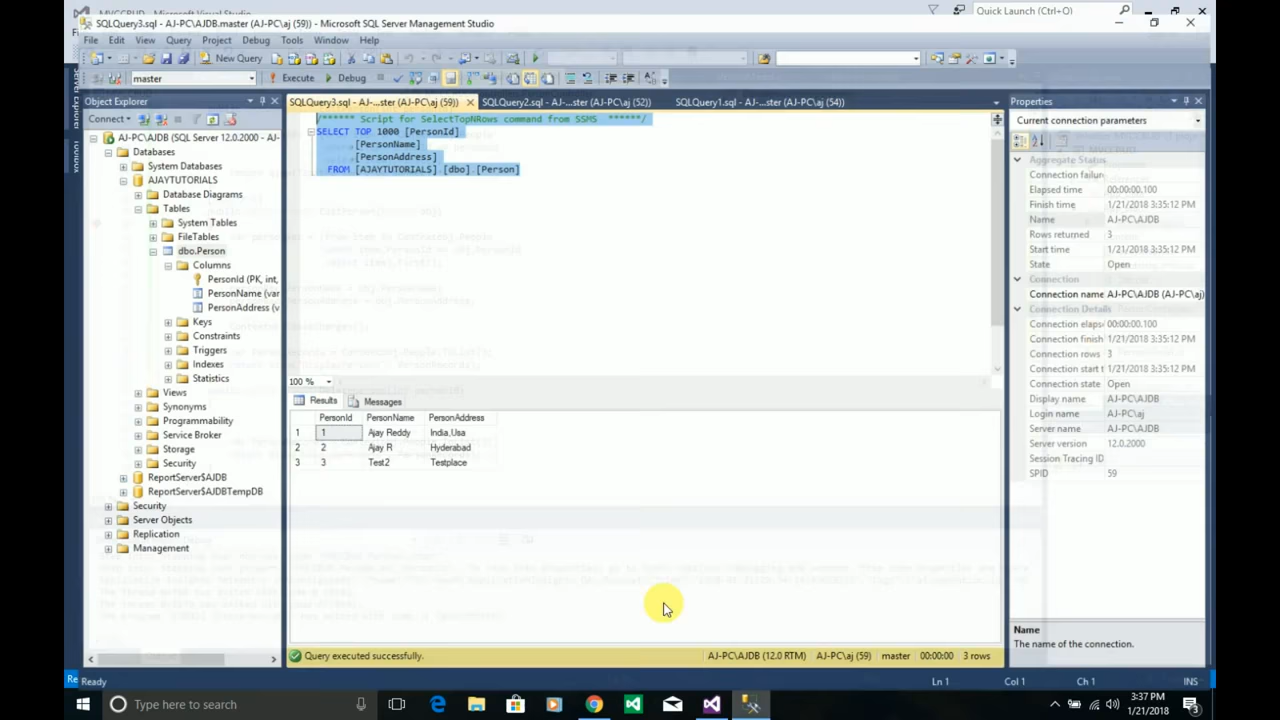 SQLQuery3.sql - AJ-PC\AJDB.master (AJ-PC\aj (59)) - Microsoft SQL Server Management Studio
Quick Launch (Ctrl+Q)
File Edit View Query Project Debug Tools Window Help
New Query
master Execute Debug
Object Explorer
SQLQuery3.sql - AJ-...ster (AJ-PC\aj (59)) SQLQuery2.sql - AJ-...ster (AJ-PC\aj (52)) SQLQuery1.sql - AJ-...ster (AJ-PC\aj (54))
Properties
Connect
Current connection parameters
/****** Script for SelectTopNRows command from SSMS ******/
SELECT TOP 1000 [PersonId]
[PersonName]
[PersonAddress]
FROM [AJAYTUTORIALS].[dbo].[Person]
AJ-PC\AJDB (SQL Server 12.0.2000 - AJ-
Databases
System Databases
AJAYTUTORIALS
Database Diagrams
Tables
System Tables
FileTables
dbo.Person
Columns
PersonId (PK, int,
PersonName (var
PersonAddress (v
Keys
Constraints
Triggers
Indexes
Statistics
Views
Synonyms
Programmability
Service Broker
Storage
Security
ReportServer$AJDB
ReportServer$AJDBTempDB
Security
Server Objects
Replication
Management
100 %
Results Messages
PersonId PersonName PersonAddress
1 1 Ajay Reddy India,Usa
2 2 Ajay R Hyderabad
3 3 Test2 Testplace
Aggregate Status
Connection failure
Elapsed time 00:00:00.100
Finish time 1/21/2018 3:35:12 PM
Name AJ-PC\AJDB
Rows returned 3
Start time 1/21/2018 3:35:12 PM
State Open
Connection
Connection name AJ-PC\AJDB (AJ-PC\aj)
Connection Details
Connection elaps 00:00:00.100
Connection finish 1/21/2018 3:35:12 PM
Connection rows 3
Connection start t 1/21/2018 3:35:12 PM
Connection state Open
Display name AJ-PC\AJDB
Login name AJ-PC\aj
Server name AJ-PC\AJDB
Server version 12.0.2000
Session Tracing ID
SPID 59
Name
The name of the connection.
Query executed successfully. AJ-PC\AJDB (12.0 RTM) AJ-PC\aj (59) master 00:00:00 3 rows
Re Ready Ln 1 Col 1 Ch 1 INS
Type here to search
3:37 PM
1/21/2018
3